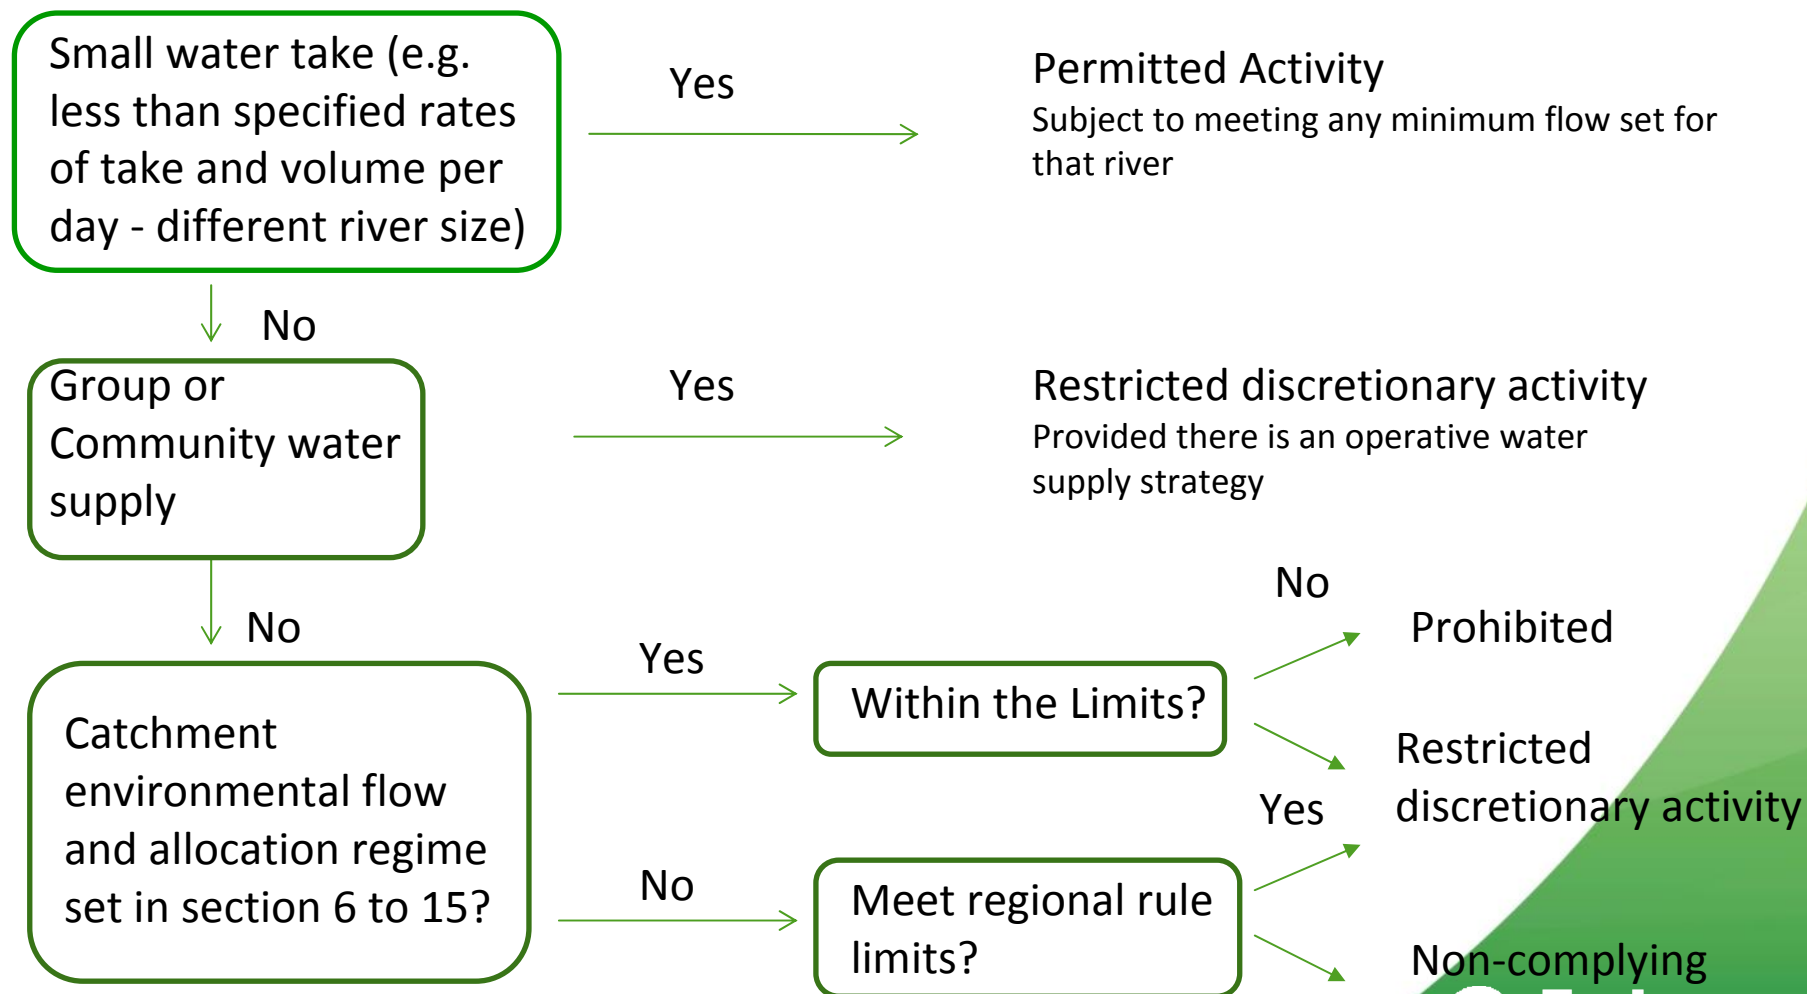 Small water take (e.g.
less than specified rates
of take and volume per
day - different river size)
Yes
Permitted Activity
Subject to meeting any minimum flow set for
that river
No
Group or
Community water
supply
Yes
Restricted discretionary activity
Provided there is an operative water
supply strategy
No
Catchment
environmental flow
and allocation regime
set in section 6 to 15?
Yes
Within the Limits?
No
Prohibited
Restricted
discretionary activity
Yes
No
Meet regional rule
limits?
Non-complying